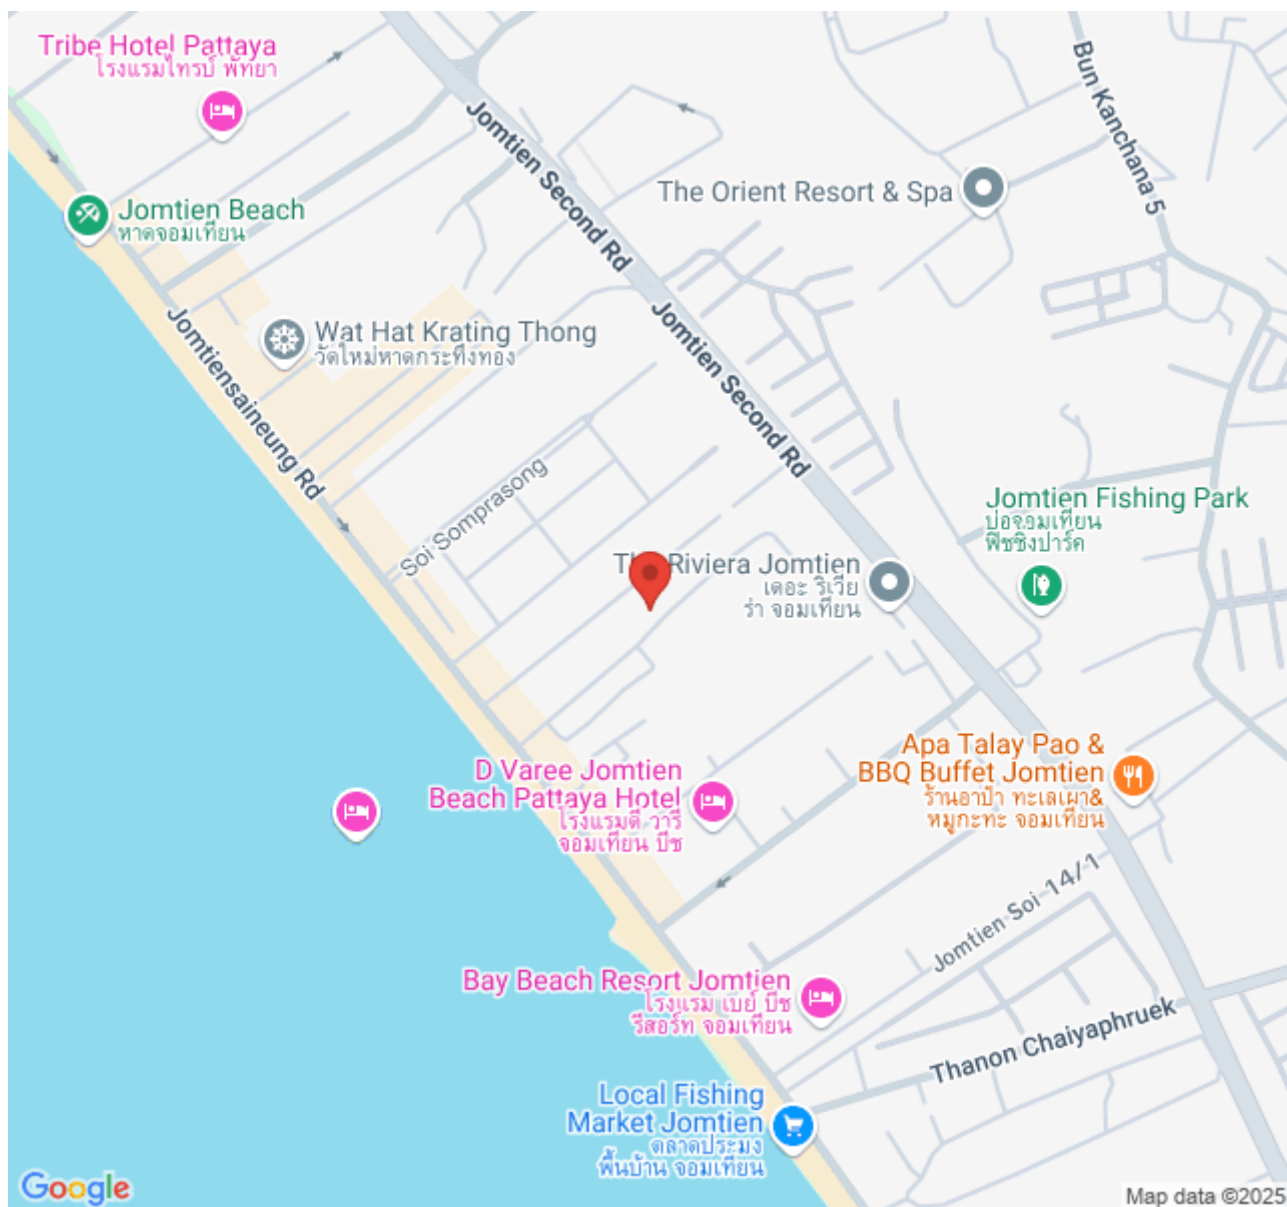 Tribe Hotel Pattaya
โรงแรมไทรป์ พัทยา
Bun Kanchana 5
Jomtien Second Rd
The Orient Resort & Spa
Jomtien Beach
หาดจอมเทียน
Jomtiensaineung Rd
Wat Hat Krating Thong
วัดใหม่หาดกระทิงทอง
Jomtien Second Rd
Soi Somprasong
Jomtien Fishing Park
บ่อจอมเทียน
ฟิชชิ่งปาร์ค
Riviera Jomtien
เดอะ ริเวีย
ร่า จอมเทียน
Apa Talay Pao &
BBQ Buffet Jomtien
ร้านอาป๋า ทะเลเผา&
หมูกะทะ จอมเทียน
D Varee Jomtien
Beach Pattaya Hotel
โรงแรมดี วารี
จอมเทียน บีช
Jomtien Soi 14/1
Bay Beach Resort Jomtien
โรงแรม เบย์ บีช
รีสอร์ท จอมเทียน
Thanon Chaiyaphruek
Local Fishing
Market Jomtien
ตลาดประมง
พื้นบ้าน จอมเทียน
Google
Map data ©2025